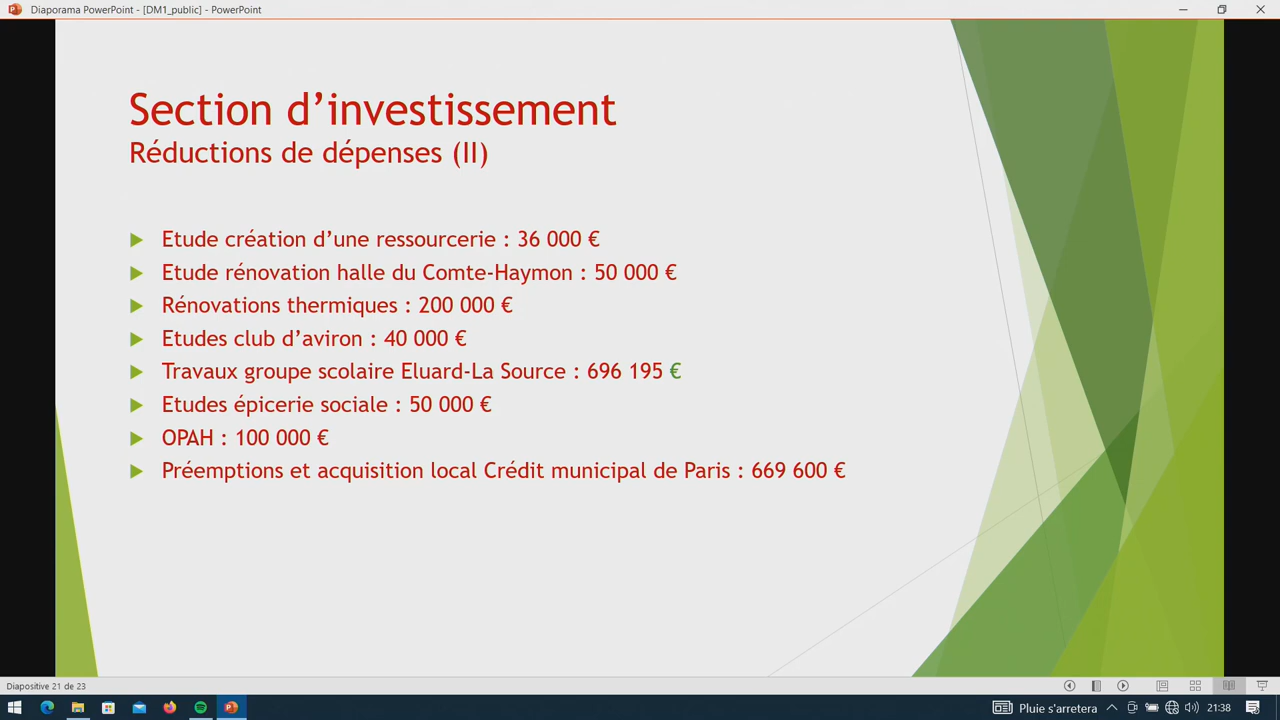 Diaporama PowerPoint - [DM1_public] - PowerPoint
Section d’investissement
Réductions de dépenses (II)
Etude création d’une ressourcerie : 36 000 €
Etude rénovation halle du Comte-Haymon : 50 000 €
Rénovations thermiques : 200 000 €
Etudes club d’aviron : 40 000 €
Travaux groupe scolaire Eluard-La Source : 696 195 €
Etudes épicerie sociale : 50 000 €
OPAH : 100 000 €
Préemptions et acquisition local Crédit municipal de Paris : 669 600 €
Diapositive 21 de 23
Pluie s'arretera 21:38